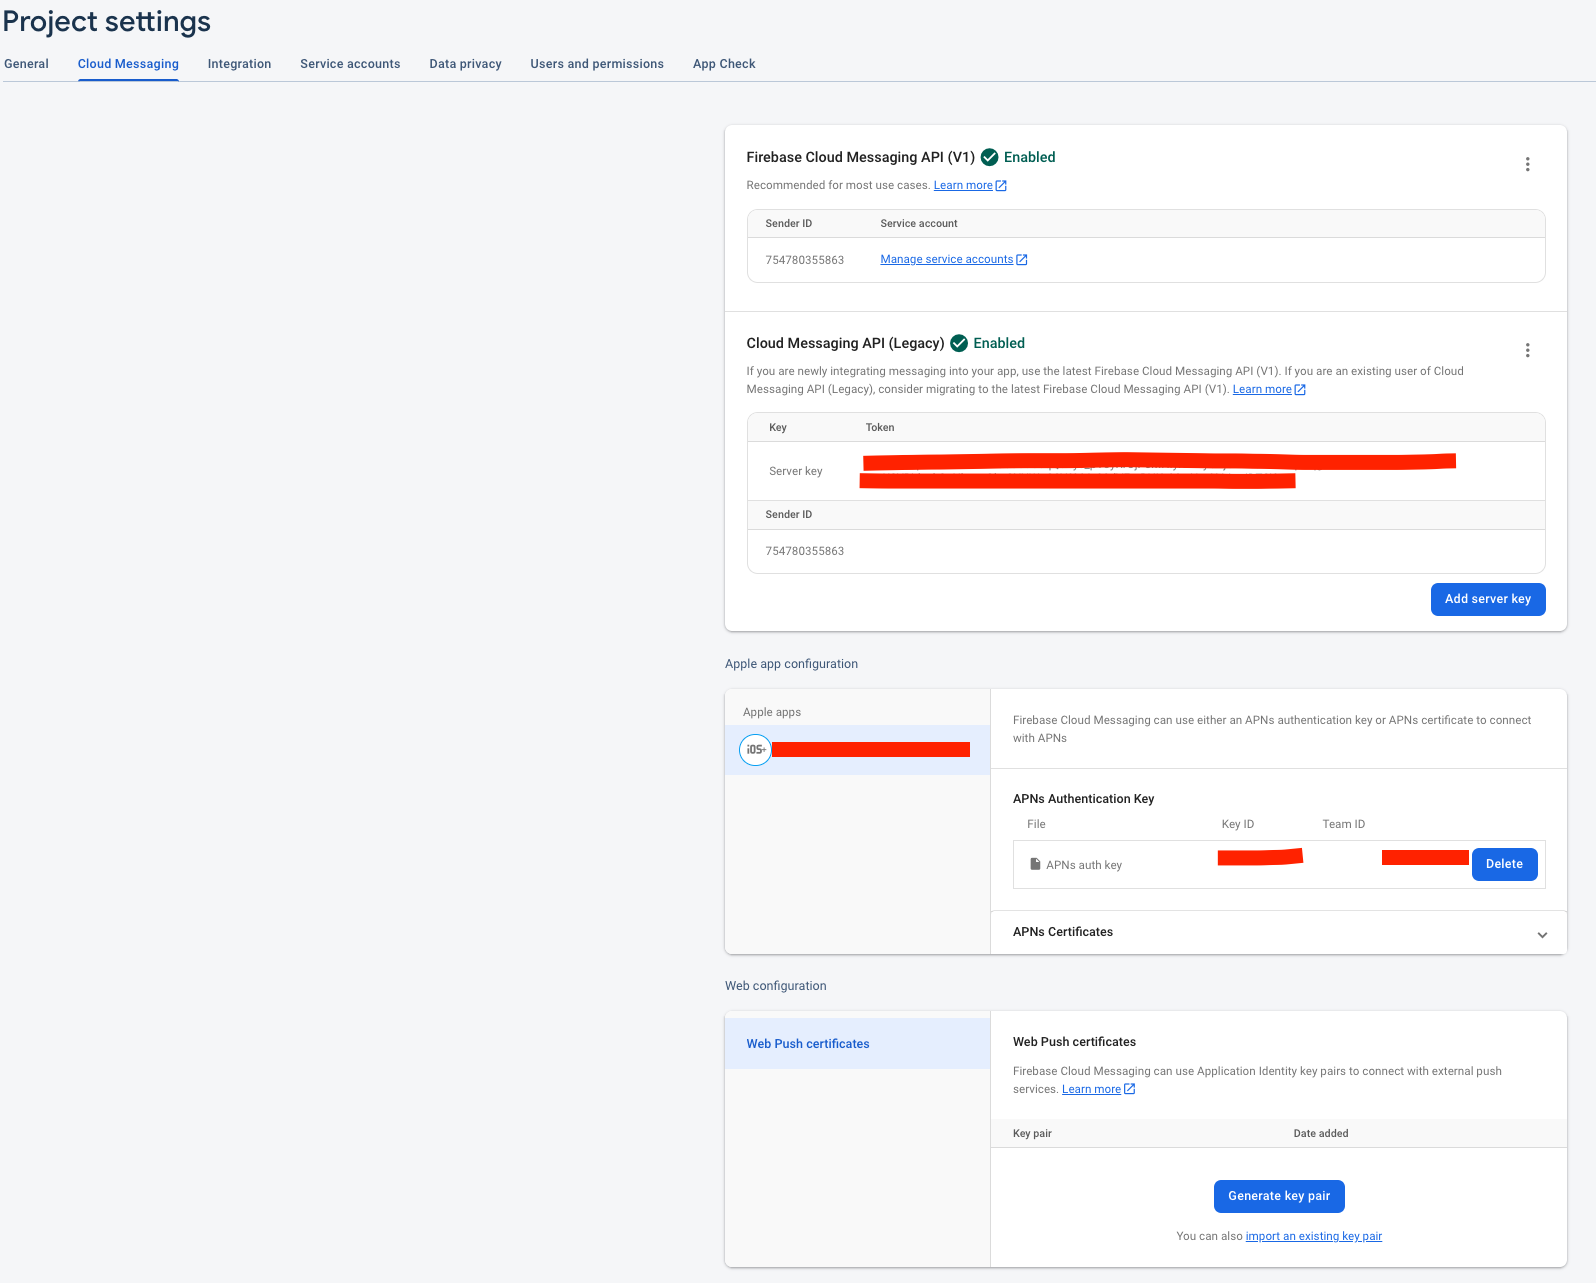 Project settings
General Cloud Messaging Integration Service accounts Data privacy Users and permissions App Check
Firebase Cloud Messaging API (V1) Enabled
Recommended for most use cases. Learn more
Sender ID Service account
754780355863 Manage service accounts
Cloud Messaging API (Legacy) Enabled
If you are newly integrating messaging into your app, use the latest Firebase Cloud Messaging API (V1). If you are an existing user of Cloud
Messaging API (Legacy), consider migrating to the latest Firebase Cloud Messaging API (V1). Learn more
Key Token
Server key
Sender ID
754780355863
Add server key
Apple app configuration
Apple apps
iOS+
Firebase Cloud Messaging can use either an APNs authentication key or APNs certificate to connect
with APNs
APNs Authentication Key
File Key ID Team ID
APNs auth key Delete
APNs Certificates
Web configuration
Web Push certificates
Web Push certificates
Firebase Cloud Messaging can use Application Identity key pairs to connect with external push
services. Learn more
Key pair Date added
Generate key pair
You can also import an existing key pair